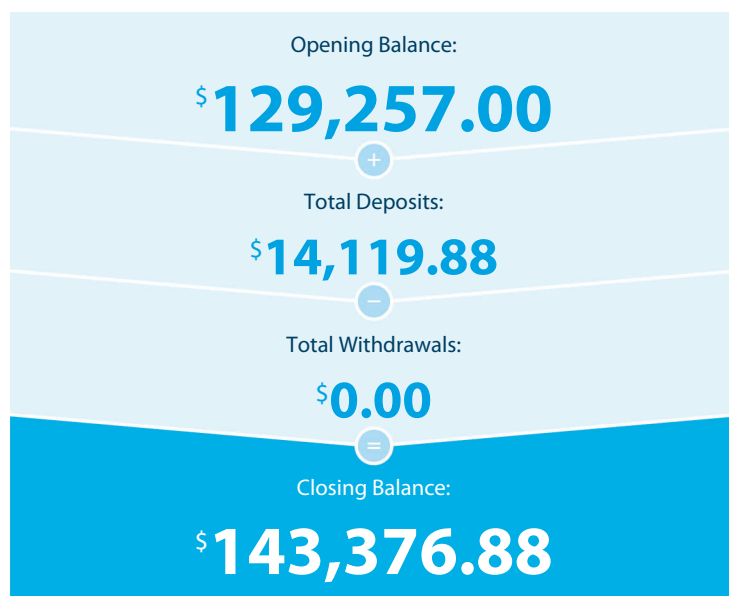 Opening Balance:
$129,257.00
+
Total Deposits:
$14,119.88
−
Total Withdrawals:
$0.00
=
Closing Balance:
$143,376.88